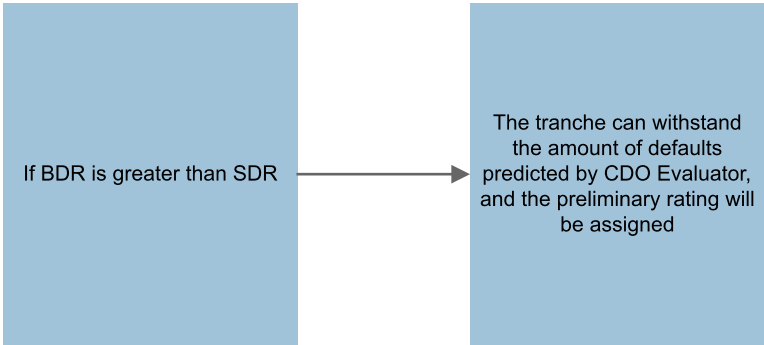 If BDR is greater than SDR
The tranche can withstand
the amount of defaults
predicted by CDO Evaluator,
and the preliminary rating will
be assigned